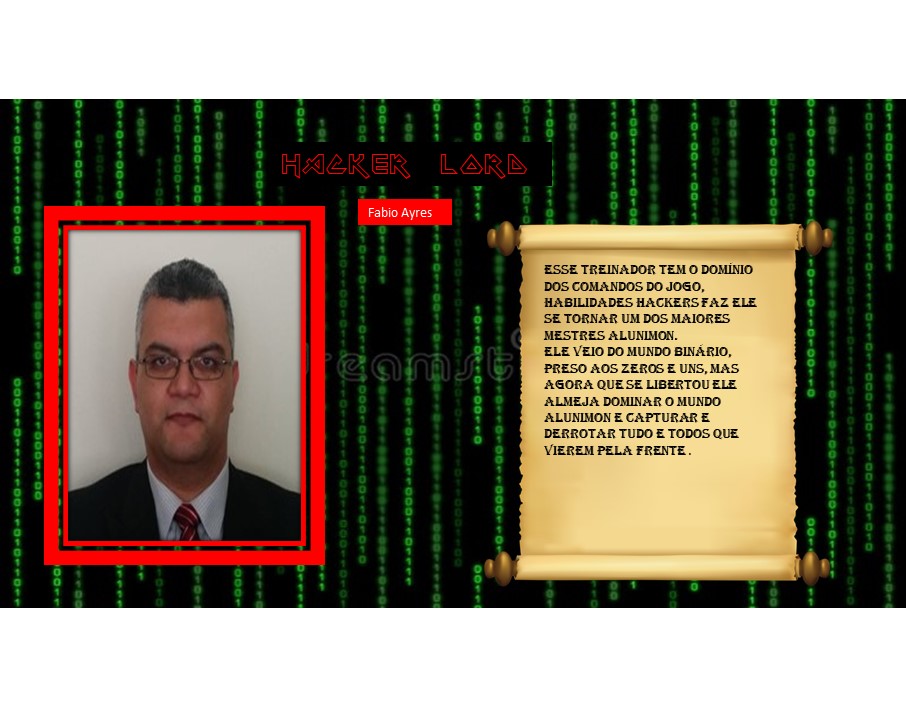 HACKER LORD
Fabio Ayres
ESSE TREINADOR TEM O DOMÍNIO
DOS COMANDOS DO JOGO,
HABILIDADES HACKERS FAZ ELE
SE TORNAR UM DOS MAIORES
MESTRES ALUNIMON.
ELE VEIO DO MUNDO BINÁRIO,
PRESO AOS ZEROS E UNS, MAS
AGORA QUE SE LIBERTOU ELE
ALMEJA DOMINAR O MUNDO
ALUNIMON E CAPTURAR E
DERROTAR TUDO E TODOS QUE
VIEREM PELA FRENTE .